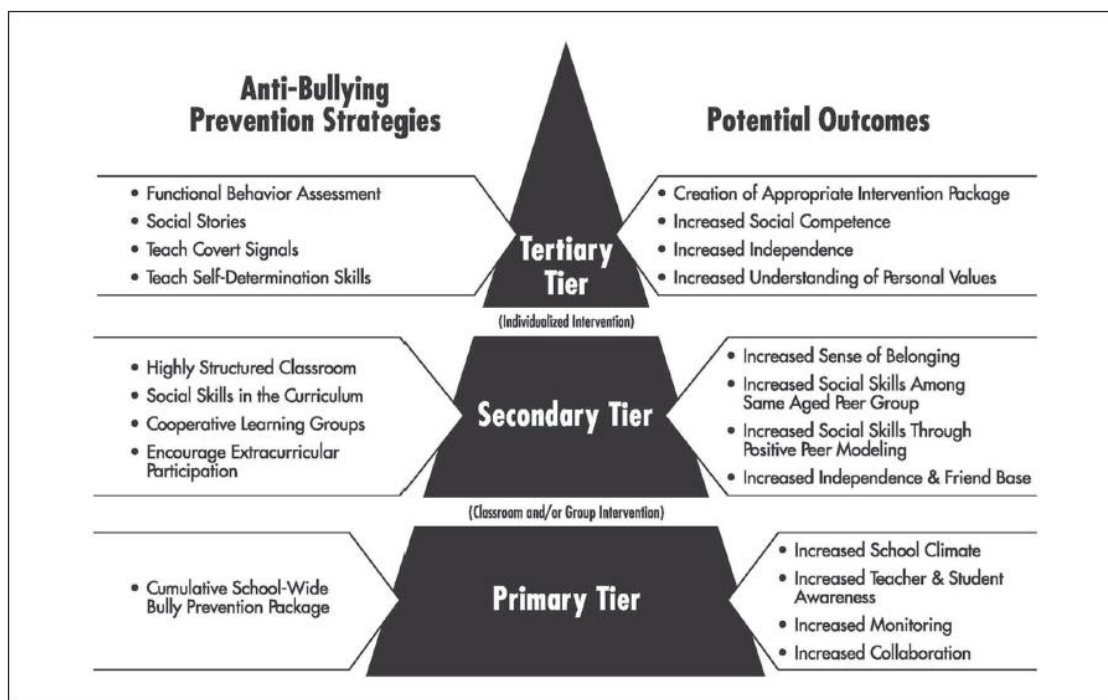 Anti-Bullying
Prevention Strategies
Potential Outcomes
• Functional Behavior Assessment
• Social Stories
• Teach Covert Signals
• Teach Self-Determination Skills
Tertiary
Tier
• Creation of Appropriate Intervention Package
• Increased Social Competence
• Increased Independence
• Increased Understanding of Personal Values
(Individualized Intervention)
• Highly Structured Classroom
• Social Skills in the Curriculum
• Cooperative Learning Groups
• Encourage Extracurricular
Participation
Secondary Tier
• Increased Sense of Belonging
• Increased Social Skills Among
Same Aged Peer Group
• Increased Social Skills Through
Positive Peer Modeling
• Increased Independence & Friend Base
(Classroom and/or Group Intervention)
• Cumulative School-Wide
Bully Prevention Package
Primary Tier
• Increased School Climate
• Increased Teacher & Student
Awareness
• Increased Monitoring
• Increased Collaboration